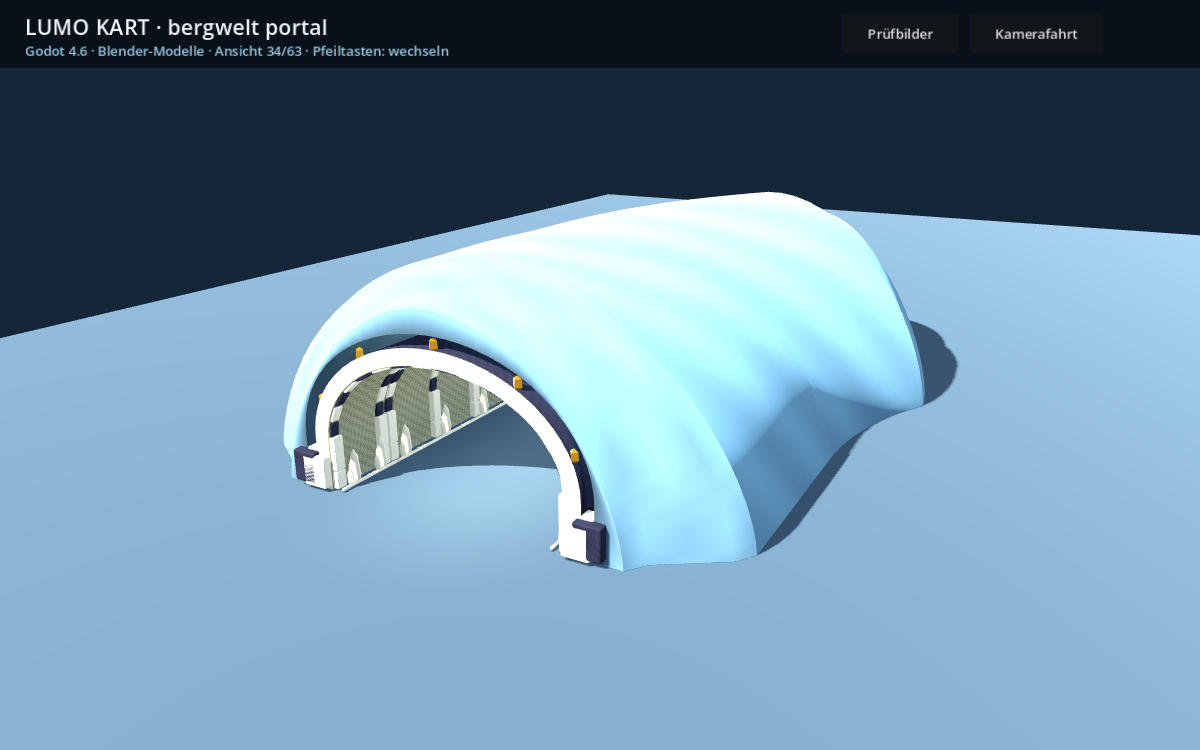 LUMO KART · bergwelt portal
Godot 4.6 · Blender-Modelle · Ansicht 34/63 · Pfeiltasten: wechseln
Prüfbilder
Kamerafahrt